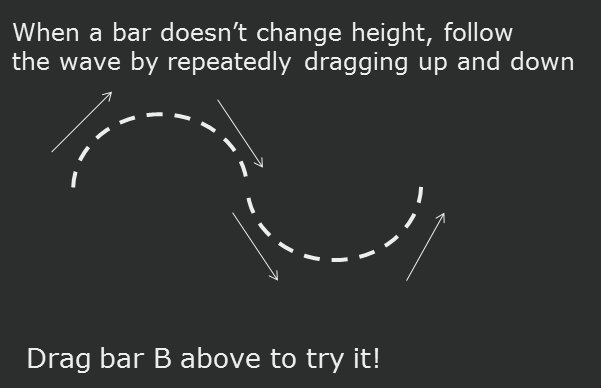 When a bar doesn’t change height, follow
the wave by repeatedly dragging up and down
Drag bar B above to try it!